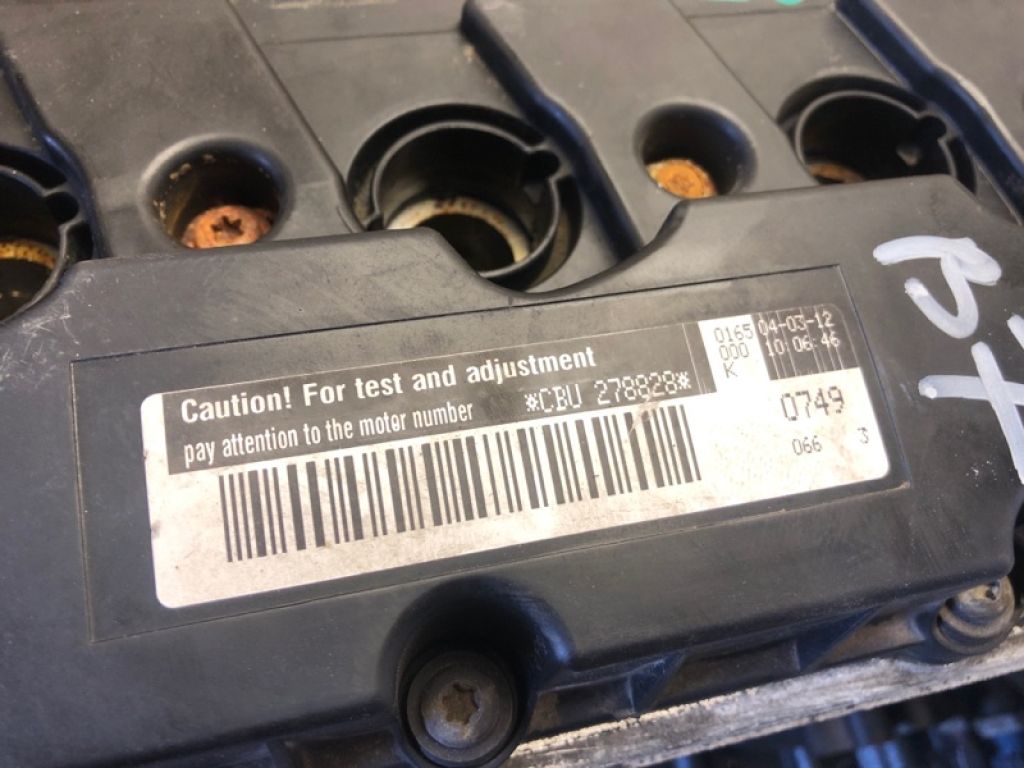 Caution! For test and adjustment
pay attention to the motor number
*CBU 278828*
0165
000
K
04-03-12
10:06:46
0749
066 3